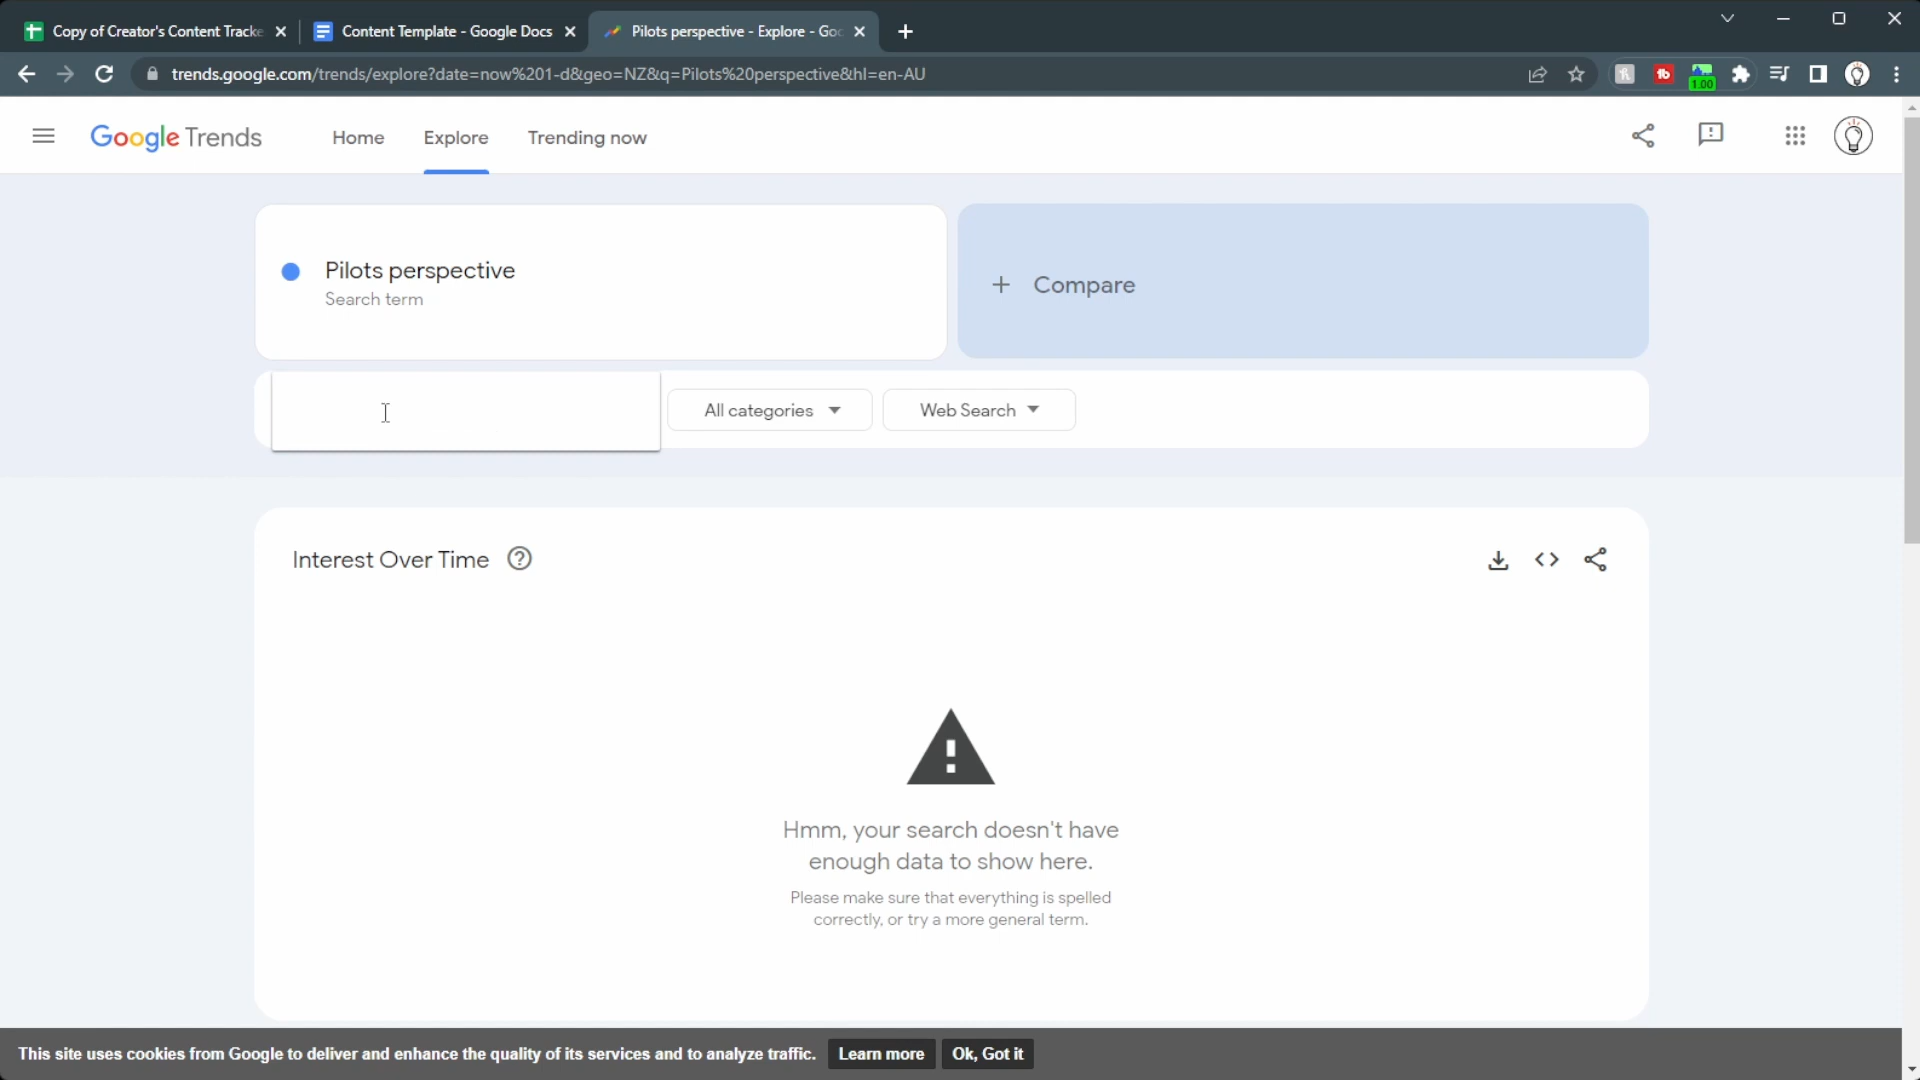 Copy of Creator's Content Tracke
Content Template - Google Docs
Pilots perspective - Explore - Goo
trends.google.com/trends/explore?date=now%201-d&geo=NZ&q=Pilots%20perspective&hl=en-AU
1.00
Google Trends
Home
Explore
Trending now
Pilots perspective
Search term
+ Compare
All categories
Web Search
Interest Over Time
Hmm, your search doesn't have
enough data to show here.
Please make sure that everything is spelled
correctly, or try a more general term.
This site uses cookies from Google to deliver and enhance the quality of its services and to analyze traffic.
Learn more
Ok, Got it